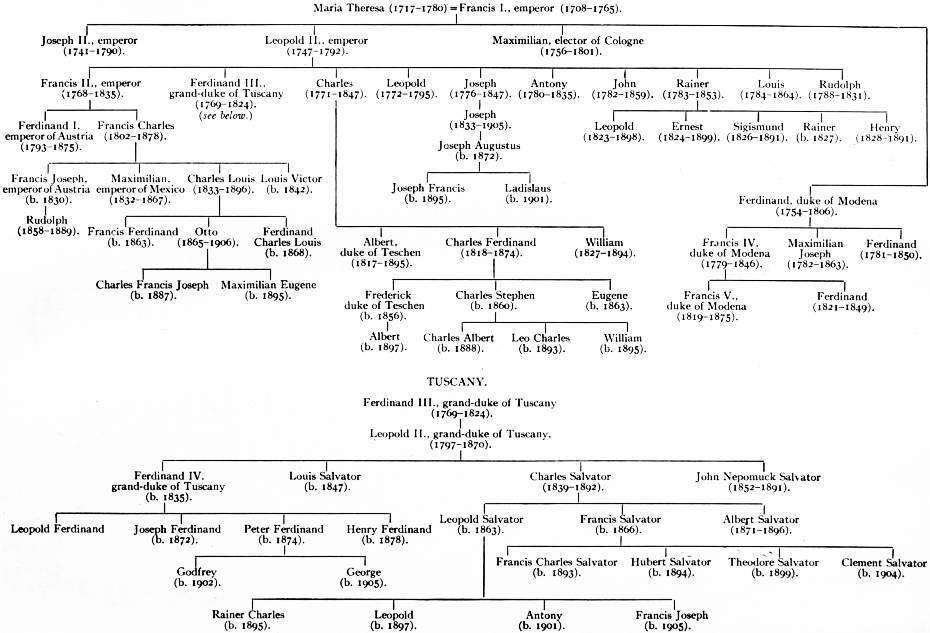 Maria Theresa (1717–1780) = Francis I., emperor (1708–1765).
Joseph II., emperor
(1741–1790).
Leopold II., emperor
(1747–1792).
Maximilian, elector of Cologne
(1756–1801).
Francis II., emperor
(1768–1835).
Ferdinand III.,
grand-duke of Tuscany
(1769–1824).
(see below.)
Charles
(1771–1847).
Leopold
(1772–1795).
Joseph
(1776–1847).
Antony
(1780–1835).
John
(1782–1859).
Rainer
(1783–1853).
Louis
(1784–1864).
Rudolph
(1788–1831).
Ferdinand I.
emperor of Austria
(1793–1875).
Francis Charles
(1802–1878).
Joseph
(1833–1905).
Leopold
(1823–1898).
Ernest
(1824–1899).
Sigismund
(1826–1891).
Rainer
(b. 1827).
Henry
(1828–1891).
Joseph Augustus
(b. 1872).
Francis Joseph,
emperor of Austria
(b. 1830).
Maximilian,
emperor of Mexico
(1832–1867).
Charles Louis
(1833–1896).
Louis Victor
(b. 1842).
Joseph Francis
(b. 1895).
Ladislaus
(b. 1901).
Ferdinand, duke of Modena
(1754–1806).
Rudolph
(1858–1889).
Francis Ferdinand
(b. 1863).
Otto
(1865–1906).
Ferdinand
Charles Louis
(b. 1868).
Albert,
duke of Teschen
(1817–1895).
Charles Ferdinand
(1818–1874).
William
(1827–1894).
Francis IV.
duke of Modena
(1779–1846).
Maximilian
Joseph
(1782–1863).
Ferdinand
(1781–1850).
Charles Francis Joseph
(b. 1887).
Maximilian Eugene
(b. 1895).
Frederick
duke of Teschen
(b. 1856).
Charles Stephen
(b. 1860).
Eugene
(b. 1863).
Francis V.,
duke of Modena
(1819–1875).
Ferdinand
(1821–1849).
Albert
(b. 1897).
Charles Albert
(b. 1888).
Leo Charles
(b. 1893).
William
(b. 1895).
TUSCANY.
Ferdinand III., grand-duke of Tuscany
(1769–1824).
Leopold II., grand-duke of Tuscany.
(1797–1870).
Ferdinand IV.
grand-duke of Tuscany
(b. 1835).
Louis Salvator
(b. 1847).
Charles Salvator
(1839–1892).
John Nepomuck Salvator
(1852–1891).
Leopold Ferdinand
Joseph Ferdinand
(b. 1872).
Peter Ferdinand
(b. 1874).
Henry Ferdinand
(b. 1878).
Leopold Salvator
(b. 1863).
Francis Salvator
(b. 1866).
Albert Salvator
(1871–1896).
Godfrey
(b. 1902).
George
(b. 1905).
Francis Charles Salvator
(b. 1893).
Hubert Salvator
(b. 1894).
Theodore Salvator
(b. 1899).
Clement Salvator
(b. 1904).
Rainer Charles
(b. 1895).
Leopold
(b. 1897).
Antony
(b. 1901).
Francis Joseph
(b. 1905).